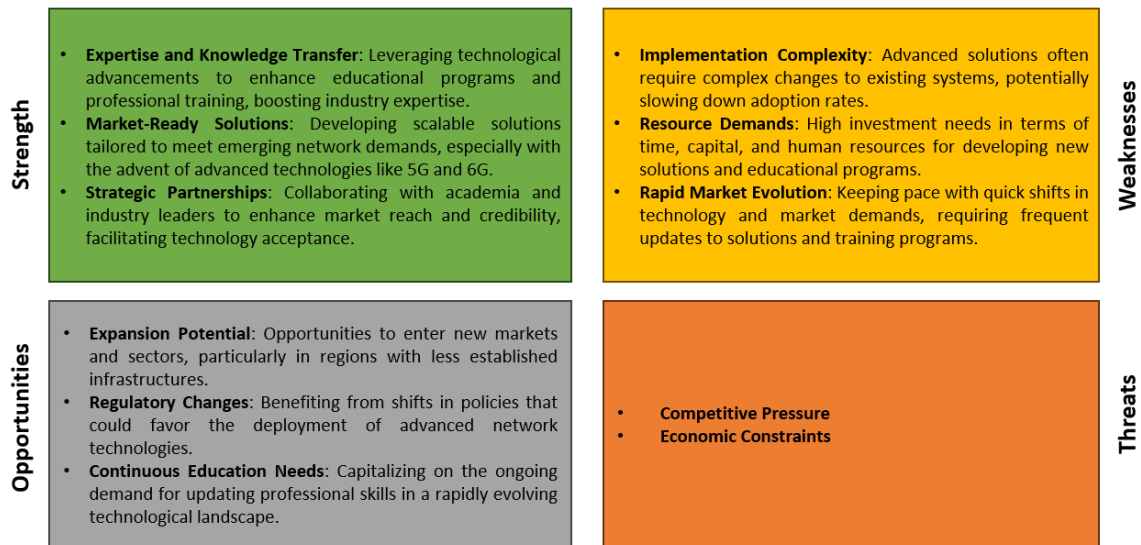 Strength
• Expertise and Knowledge Transfer: Leveraging technological
advancements to enhance educational programs and
professional training, boosting industry expertise.
• Market-Ready Solutions: Developing scalable solutions
tailored to meet emerging network demands, especially with
the advent of advanced technologies like 5G and 6G.
• Strategic Partnerships: Collaborating with academia and
industry leaders to enhance market reach and credibility,
facilitating technology acceptance.
• Implementation Complexity: Advanced solutions often
require complex changes to existing systems, potentially
slowing down adoption rates.
• Resource Demands: High investment needs in terms of
time, capital, and human resources for developing new
solutions and educational programs.
• Rapid Market Evolution: Keeping pace with quick shifts in
technology and market demands, requiring frequent
updates to solutions and training programs.
Weaknesses
Opportunities
• Expansion Potential: Opportunities to enter new markets
and sectors, particularly in regions with less established
infrastructures.
• Regulatory Changes: Benefiting from shifts in policies that
could favor the deployment of advanced network
technologies.
• Continuous Education Needs: Capitalizing on the ongoing
demand for updating professional skills in a rapidly evolving
technological landscape.
• Competitive Pressure
• Economic Constraints
Threats